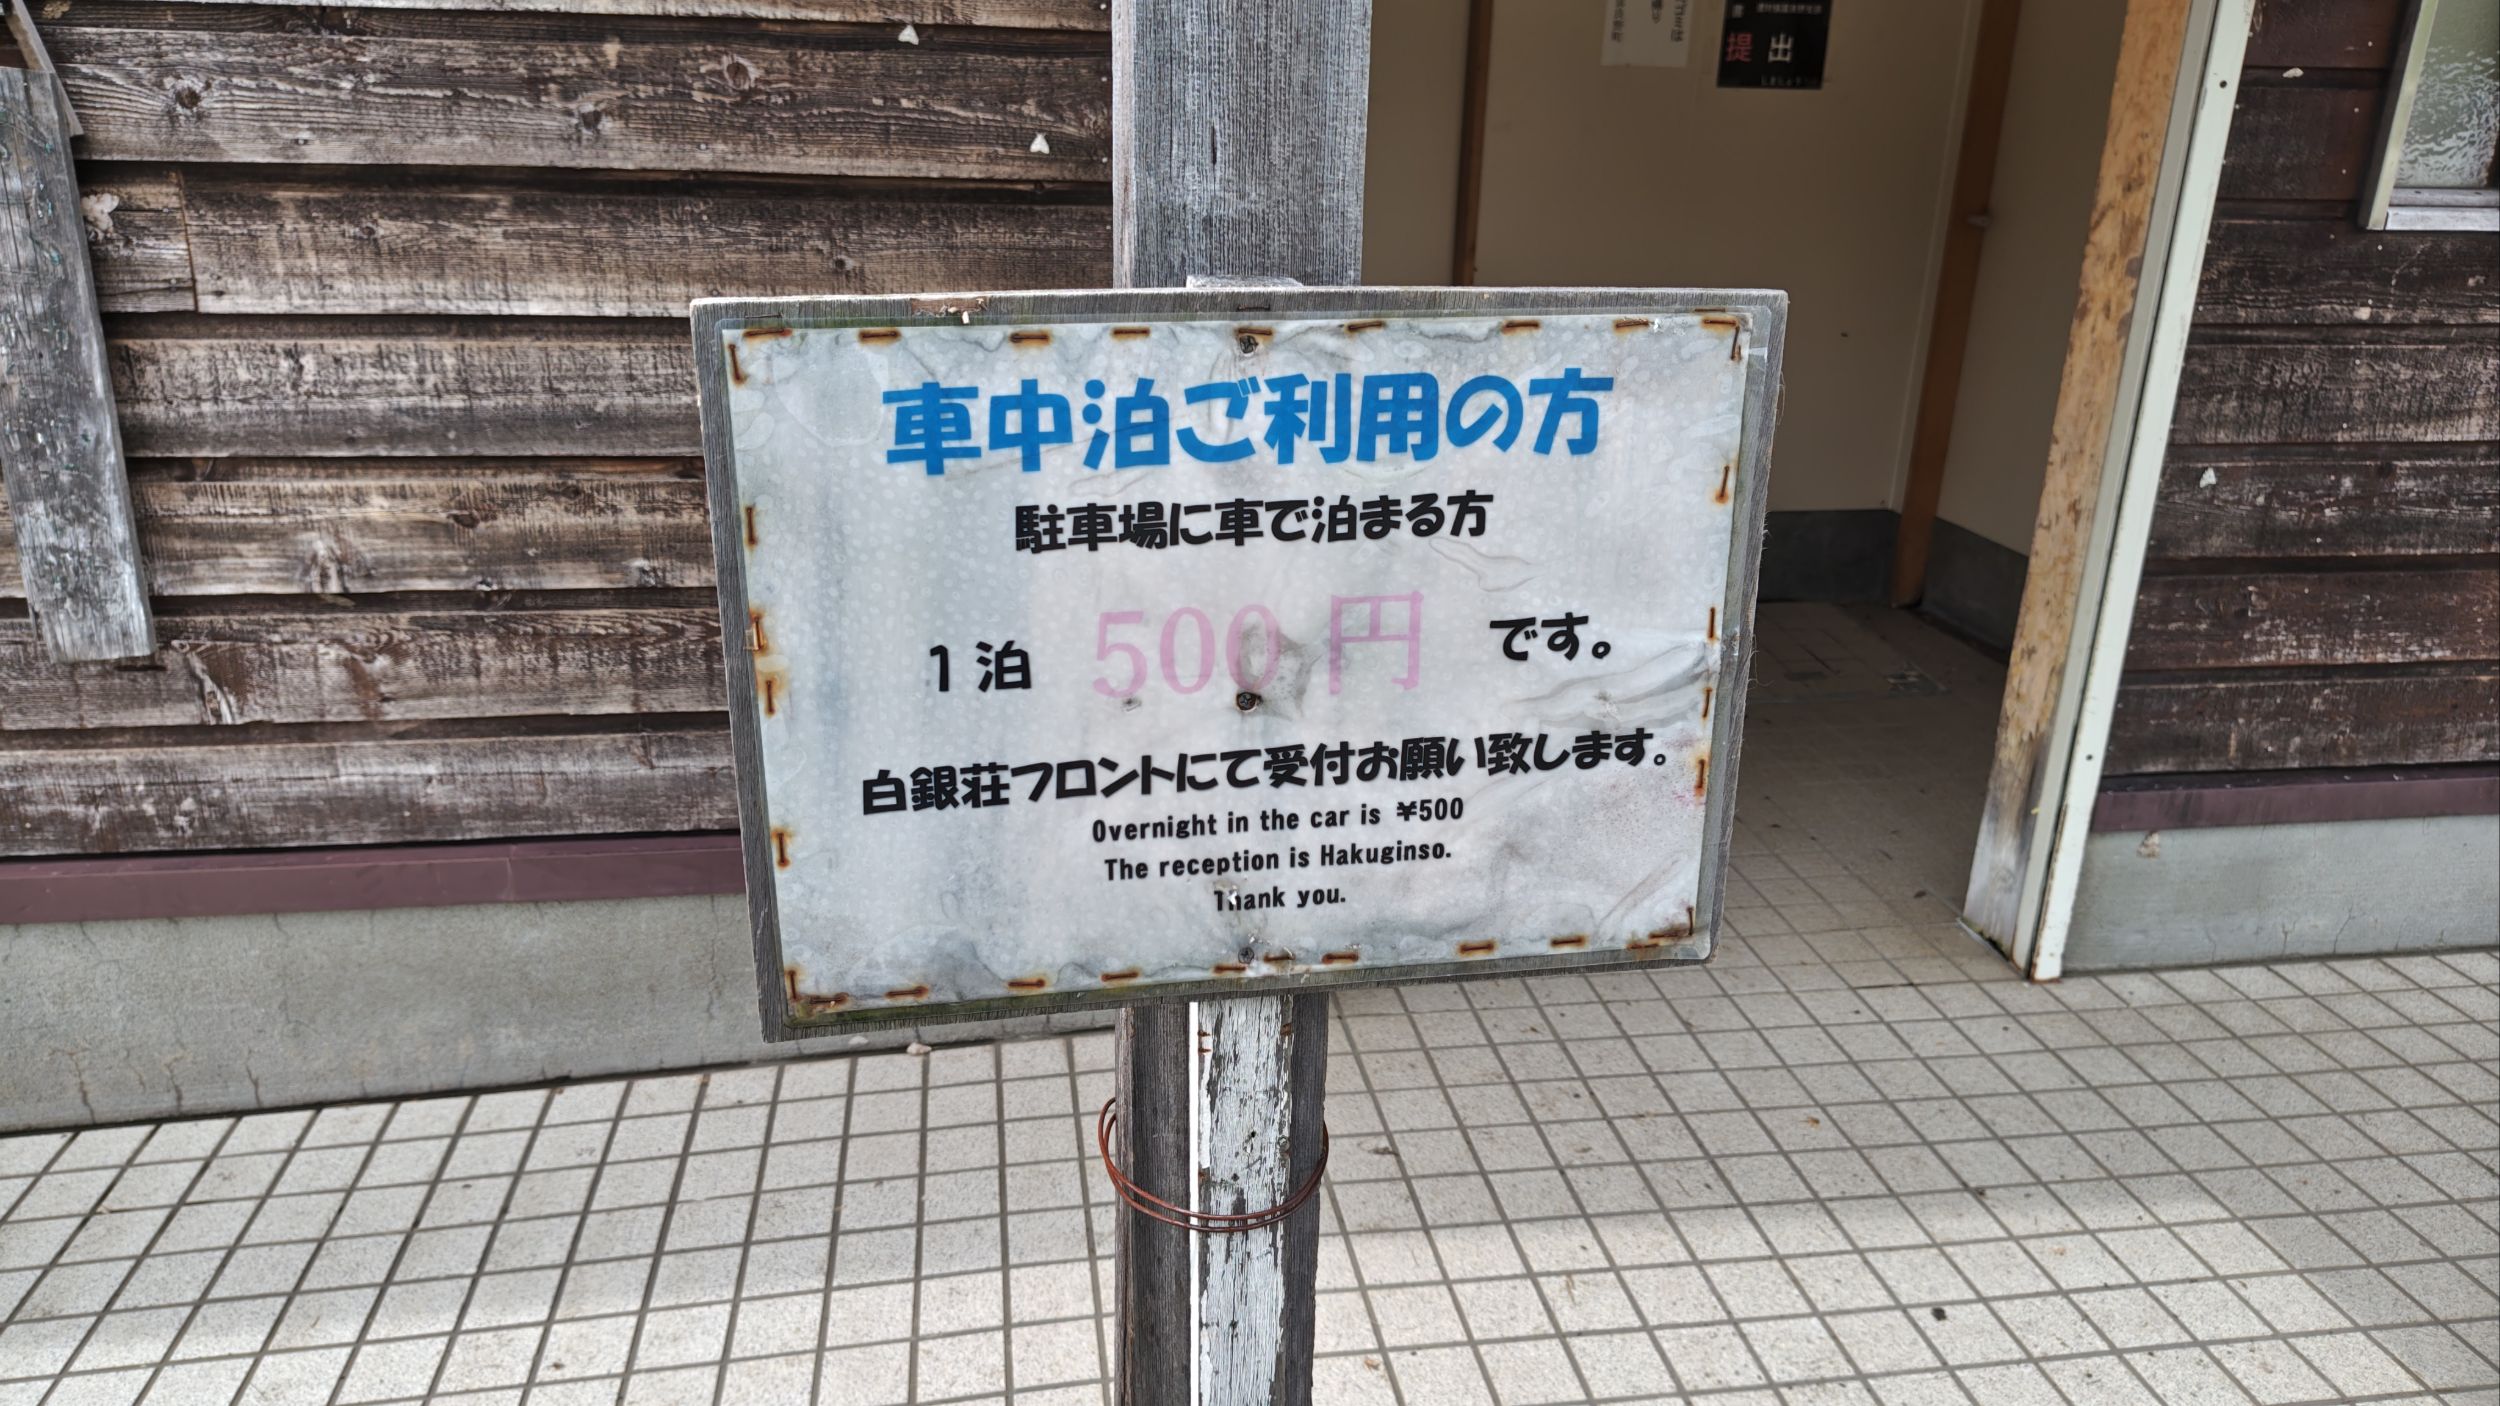 提出
車中泊ご利用の方
駐車場に車で泊まる方
1泊 500円 です。
白銀荘フロントにて受付お願い致します。
Overnight in the car is ¥500
The reception is Hakuginso.
Thank you.